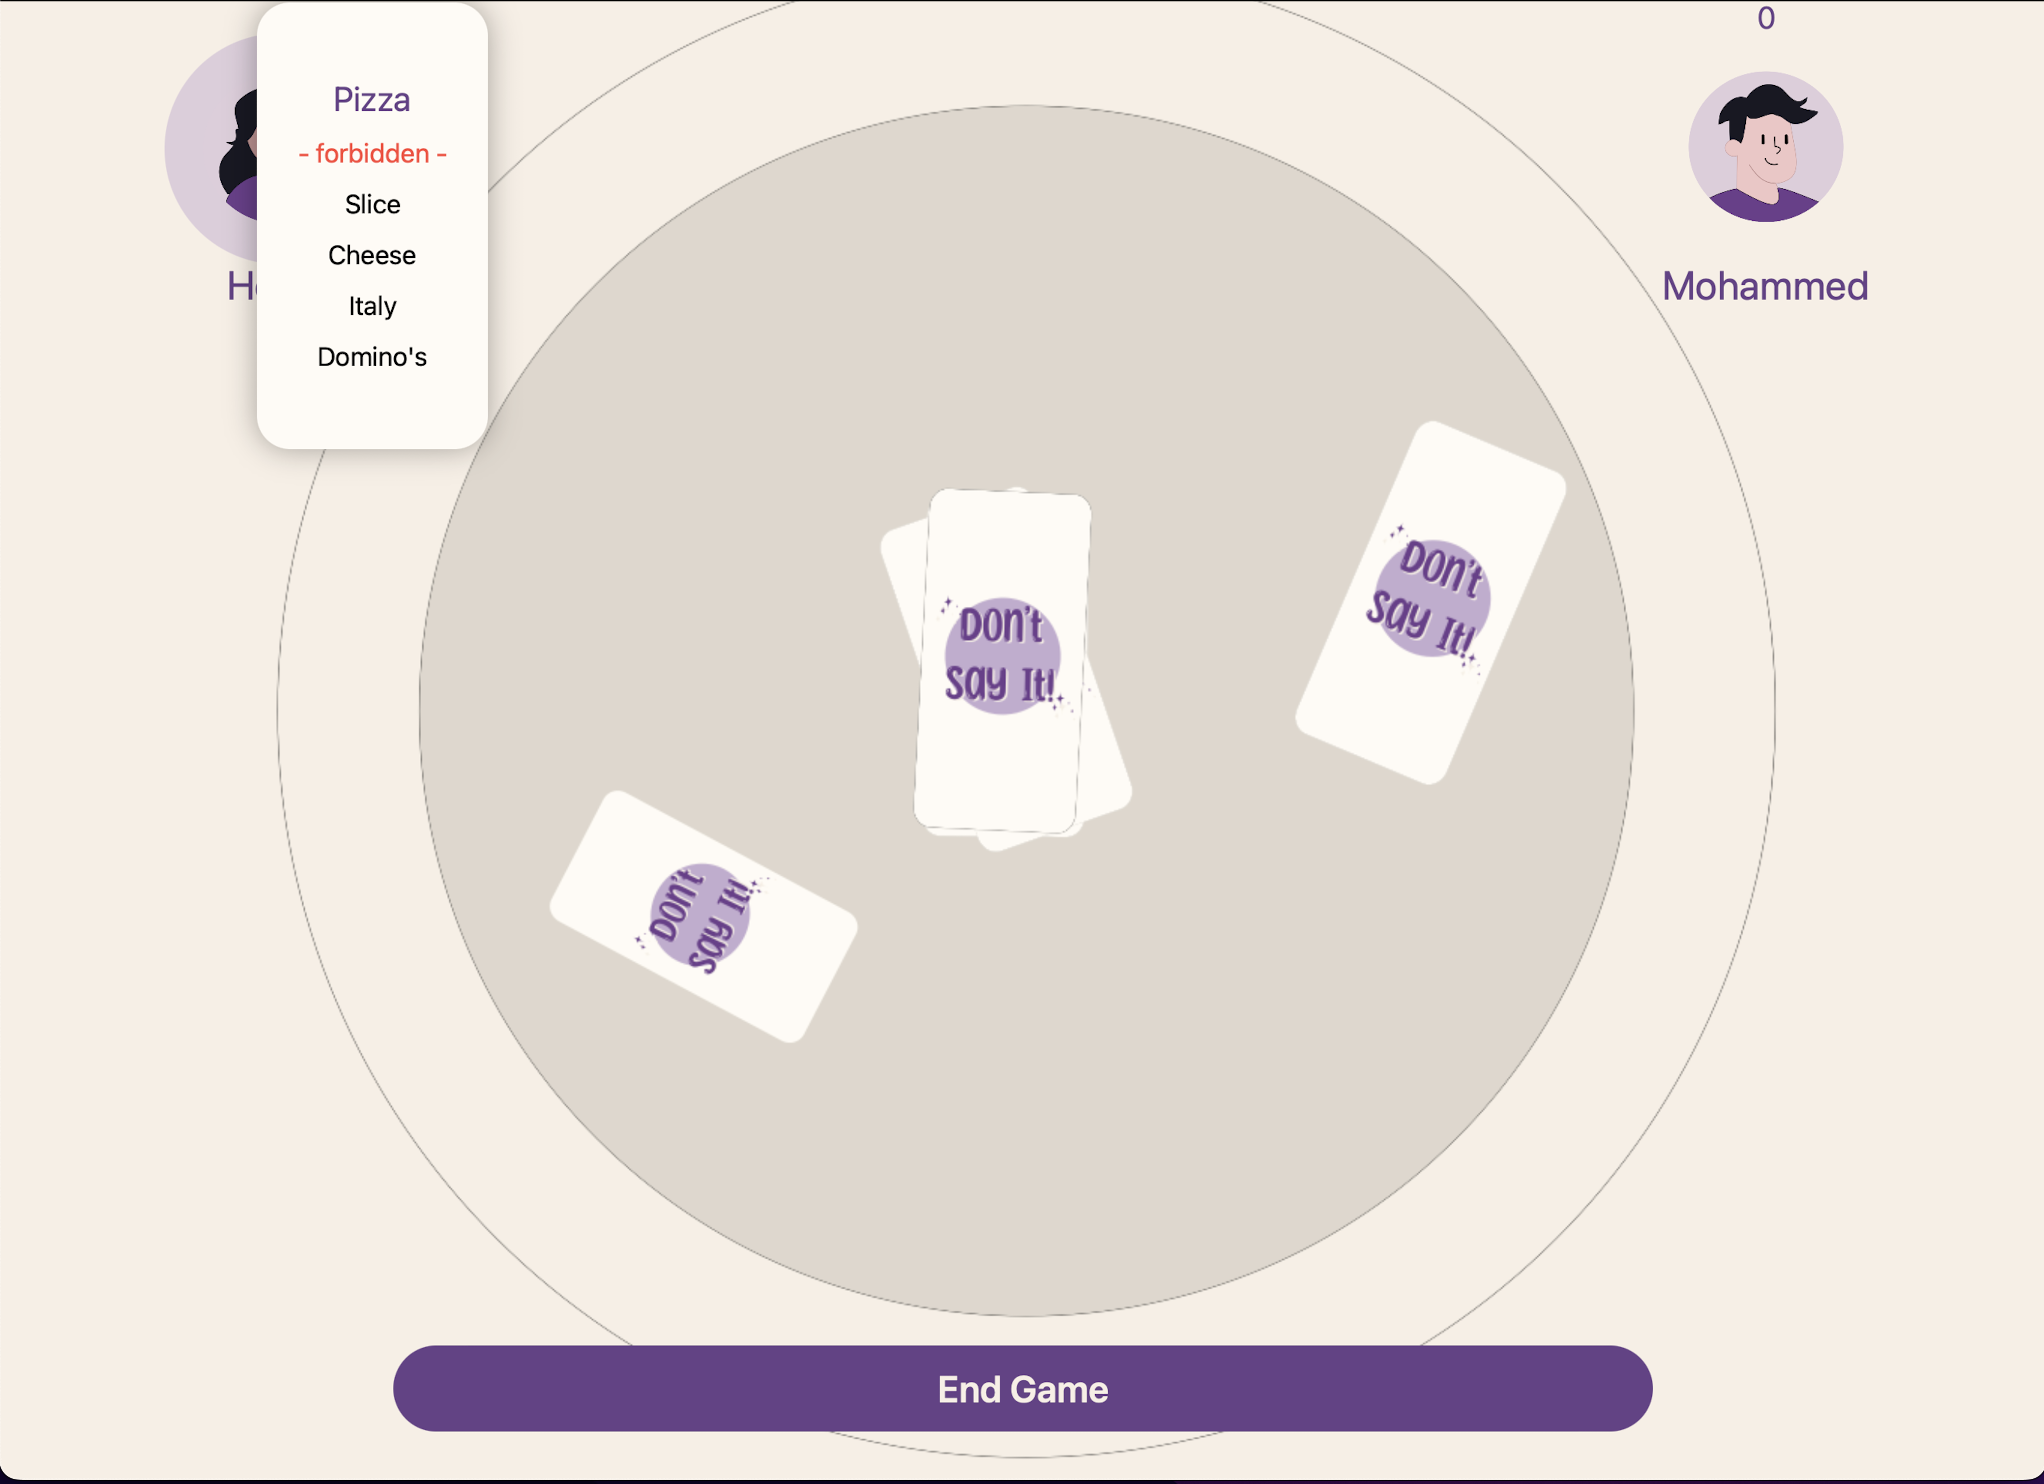 0
Pizza
- forbidden -
Slice
Cheese
Italy
Domino's
Mohammed
Don't
say It!
Don't
say It!
Don't
say It!
End Game